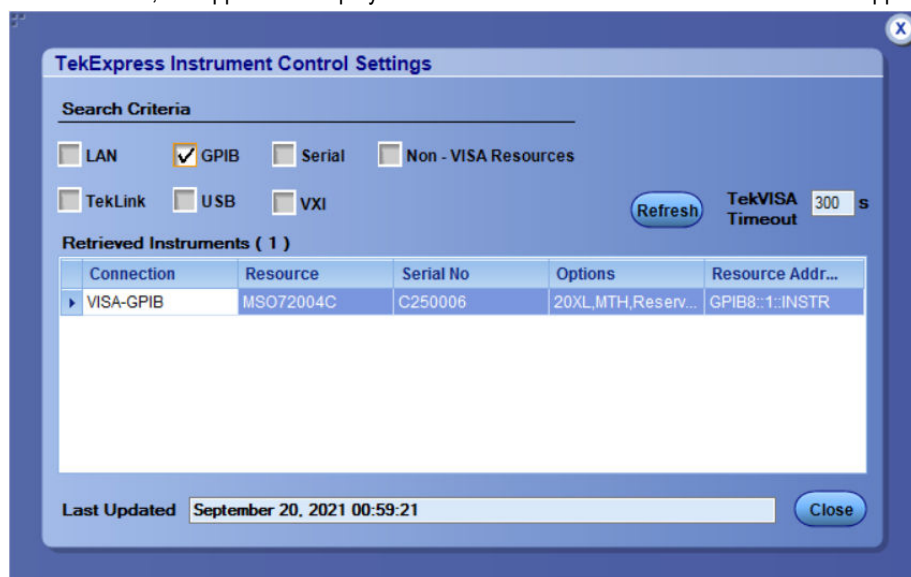 X
TekExpress Instrument Control Settings
Search Criteria
LAN GPIB Serial Non - VISA Resources
TekLink USB VXI
Refresh TekVISA Timeout 300 s
Retrieved Instruments ( 1 )
Connection Resource Serial No Options Resource Addr...
VISA-GPIB MSO72004C C250006 20XL,MTH,Reserv... GPIB8::1::INSTR
Last Updated September 20, 2021 00:59:21 Close